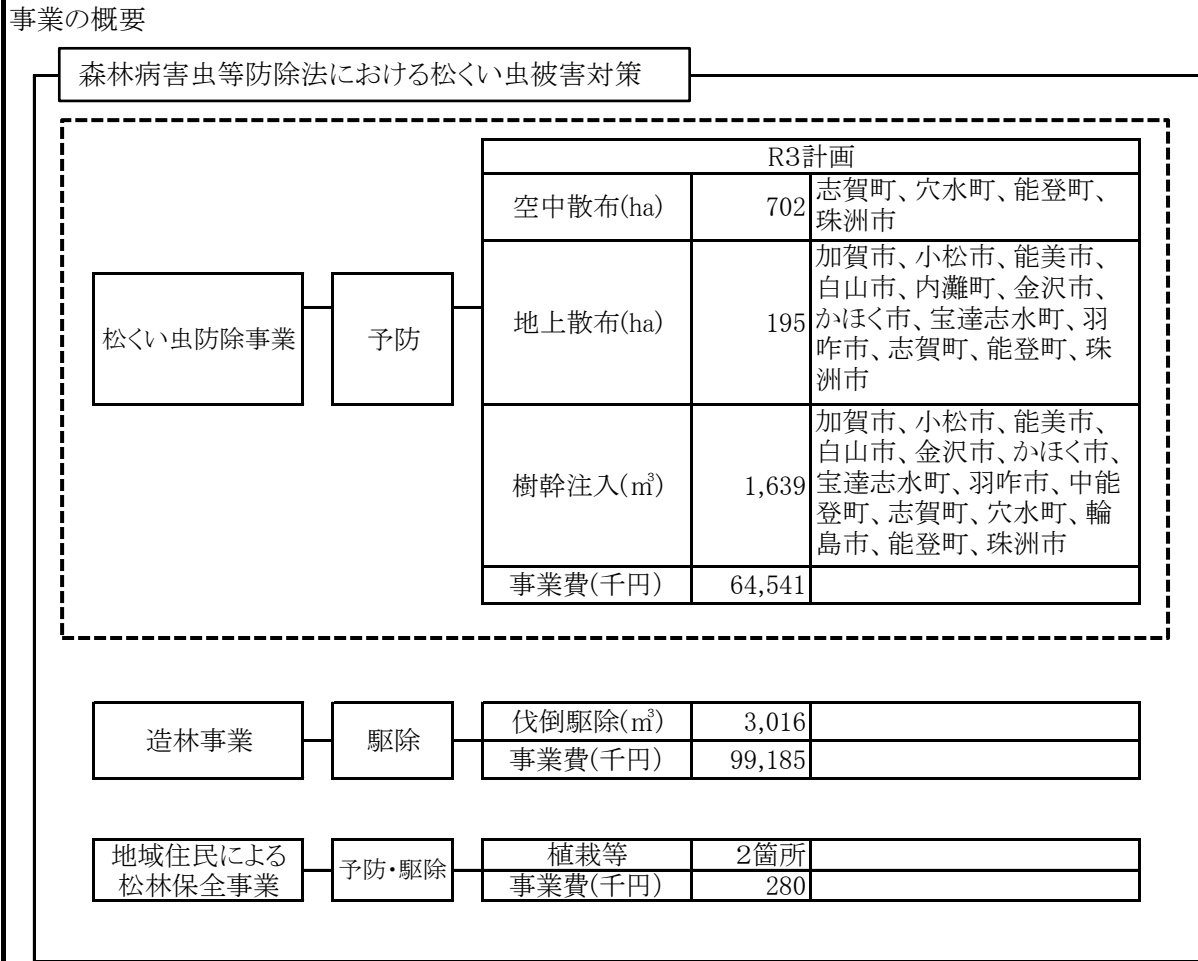 事業の概要
森林病害虫等防除法における松くい虫被害対策
R3計画
空中散布(ha)
702
志賀町、穴水町、能登町、
珠洲市
松くい虫防除事業
予防
地上散布(ha)
195
加賀市、小松市、能美市、
白山市、内灘町、金沢市、
かほく市、宝達志水町、羽
咋市、志賀町、能登町、珠
洲市
樹幹注入(㎥)
1,639
加賀市、小松市、能美市、
白山市、金沢市、かほく市、
宝達志水町、羽咋市、中能
登町、志賀町、穴水町、輪
島市、能登町、珠洲市
事業費(千円)
64,541
造林事業
駆除
伐倒駆除(㎥)
3,016
事業費(千円)
99,185
地域住民による
松林保全事業
予防・駆除
植栽等
2箇所
事業費(千円)
280